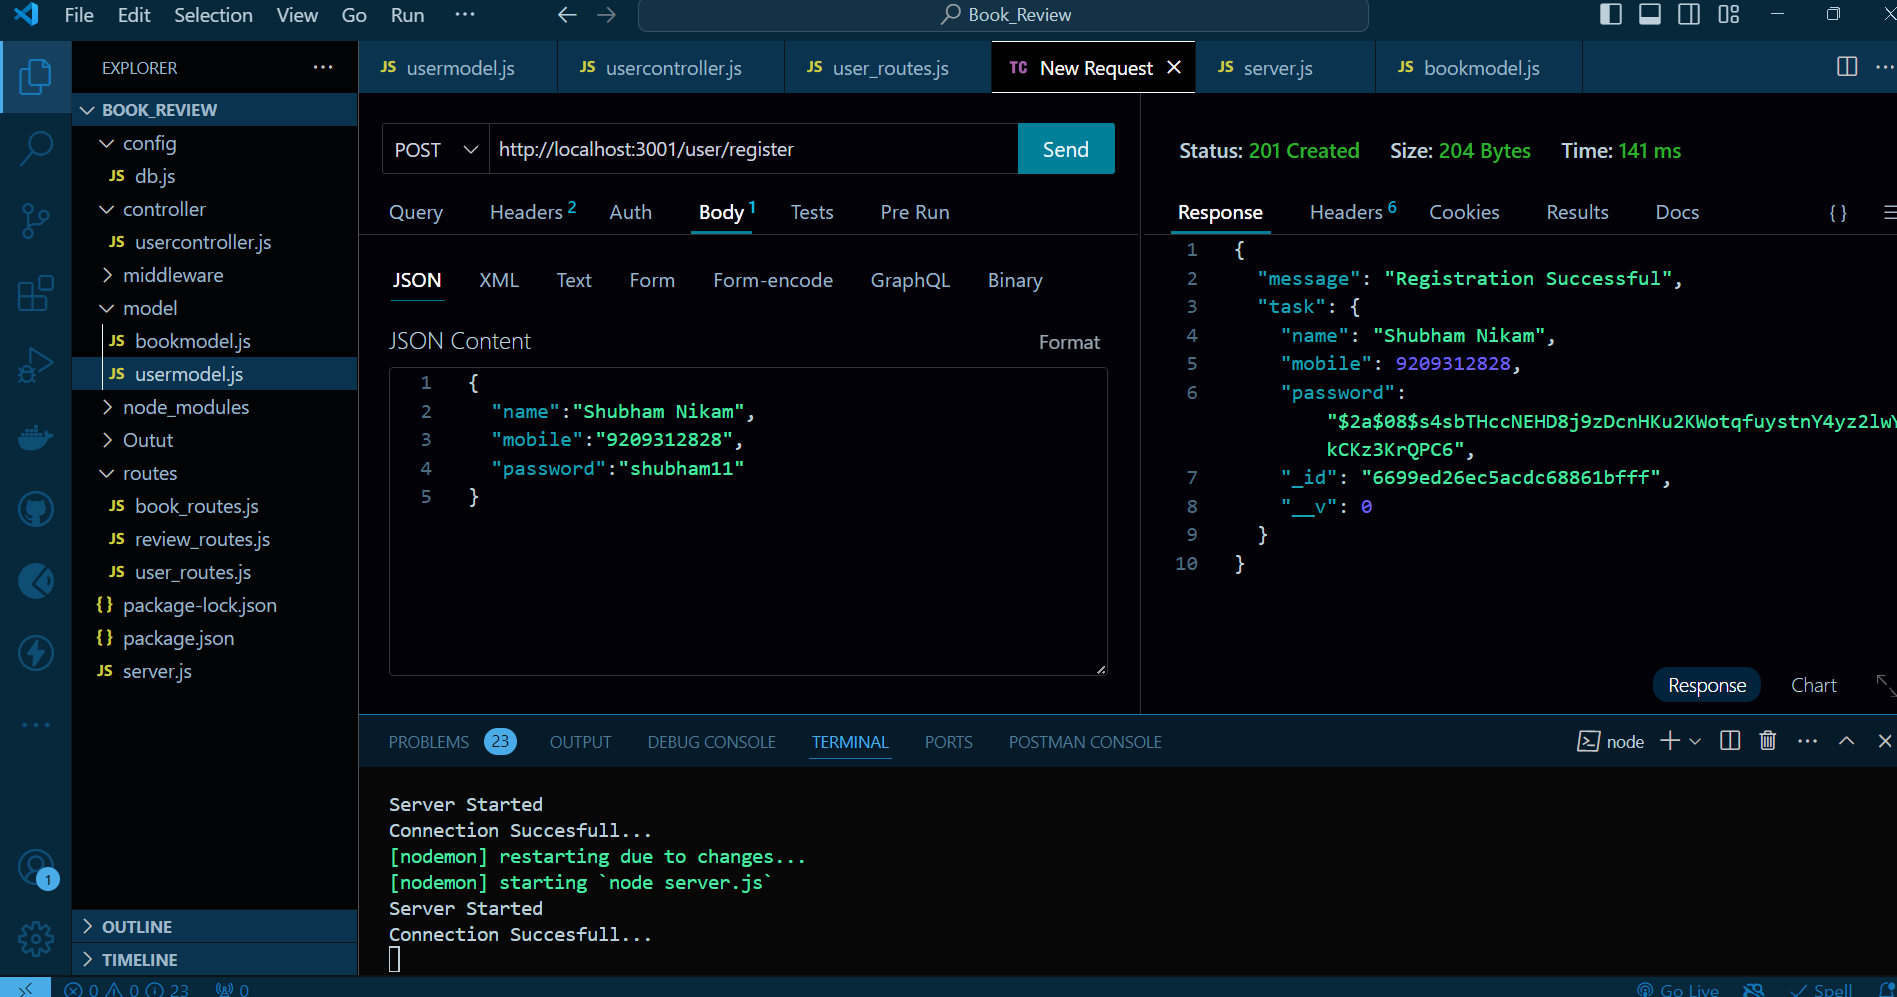 File Edit Selection View Go Run ··· Book_Review
EXPLORER ···
BOOK_REVIEW
config
JS db.js
controller
JS usercontroller.js
middleware
model
JS bookmodel.js
JS usermodel.js
node_modules
Outut
routes
JS book_routes.js
JS review_routes.js
JS user_routes.js
{} package-lock.json
{} package.json
JS server.js
OUTLINE
TIMELINE
1
JS usermodel.js JS usercontroller.js JS user_routes.js TC New Request JS server.js JS bookmodel.js
POST http://localhost:3001/user/register Send
Query Headers 2 Auth Body 1 Tests Pre Run
JSON XML Text Form Form-encode GraphQL Binary
JSON Content Format
1 {
2 "name":"Shubham Nikam",
3 "mobile":"9209312828",
4 "password":"shubham11"
5 }
Status: 201 Created Size: 204 Bytes Time: 141 ms
Response Headers 6 Cookies Results Docs { }
1 {
2 "message": "Registration Successful",
3 "task": {
4 "name": "Shubham Nikam",
5 "mobile": 9209312828,
6 "password":
"$2a$08$s4sbTHccNEHD8j9zDcnHKu2KWotqfuystnY4yz2lwY
kCKz3KrQPC6",
7 "_id": "6699ed26ec5acdc68861bfff",
8 "__v": 0
9 }
10 }
Response Chart
PROBLEMS 23 OUTPUT DEBUG CONSOLE TERMINAL PORTS POSTMAN CONSOLE node
Server Started
Connection Succesfull...
[nodemon] restarting due to changes...
[nodemon] starting `node server.js`
Server Started
Connection Succesfull...
0 0 23 0 Go Live Spell